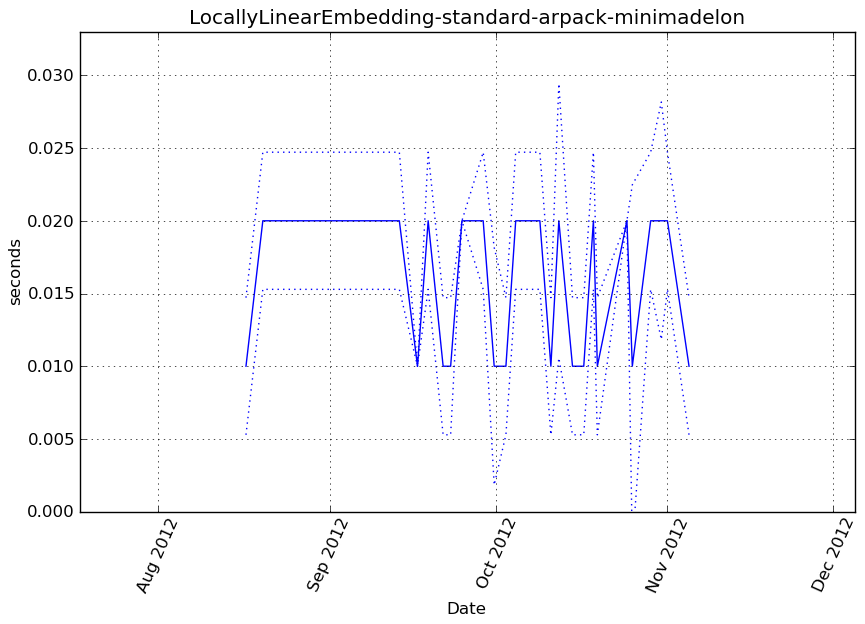 LocallyLinearEmbedding-standard-arpack-minimadelon
0.030
0.025
0.020
0.015
0.010
0.005
0.000
seconds
Aug 2012
Sep 2012
Oct 2012
Nov 2012
Dec 2012
Date